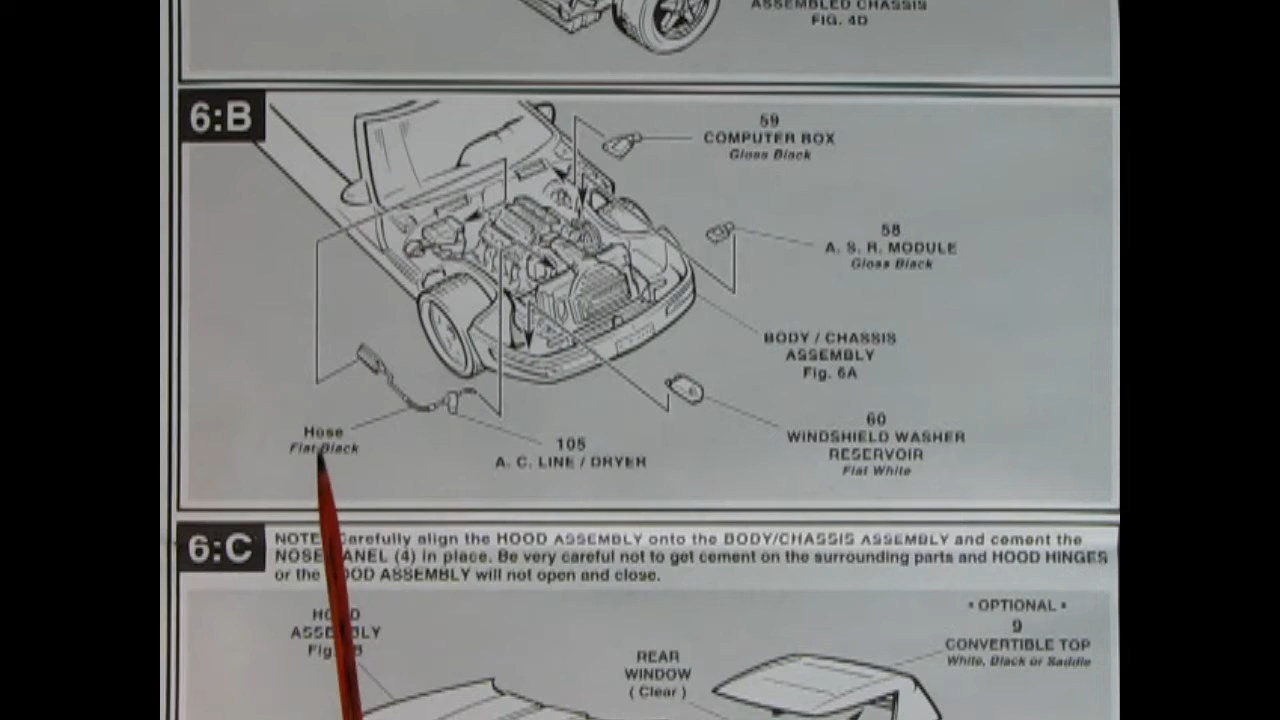 ASSEMBLED CHASSIS
FIG. 4D
6:B
59
COMPUTER BOX
Gloss Black
58
A. S. R. MODULE
Gloss Black
BODY / CHASSIS
ASSEMBLY
Fig. 6A
60
WINDSHIELD WASHER
RESERVOIR
Flat White
Hose
Flat Black
105
A. C. LINE / DRYER
6:C
NOTE: Carefully align the HOOD ASSEMBLY onto the BODY/CHASSIS ASSEMBLY and cement the
NOSE PANEL (4) in place. Be very careful not to get cement on the surrounding parts and HOOD HINGES
or the HOOD ASSEMBLY will not open and close.
HOOD
ASSEMBLY
REAR
WINDOW
( Clear )
• OPTIONAL •
9
CONVERTIBLE TOP
White, Black or Saddle